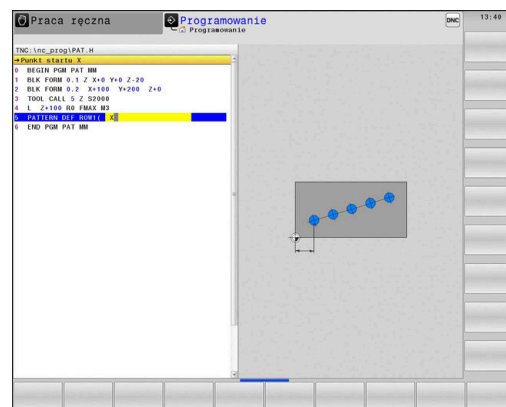 Praca ręczna
Programowanie
Programowanie
DNC
13:40
TNC:\nc_prog\PAT.H
→Punkt startu X
0 BEGIN PGM PAT MM
1 BLK FORM 0.1 Z X+0 Y+0 Z-20
2 BLK FORM 0.2 X+100 Y+200 Z+0
3 TOOL CALL 5 Z S2000
4 L Z+100 R0 FMAX M3
5 PATTERN DEF ROW1( X
6 END PGM PAT MM